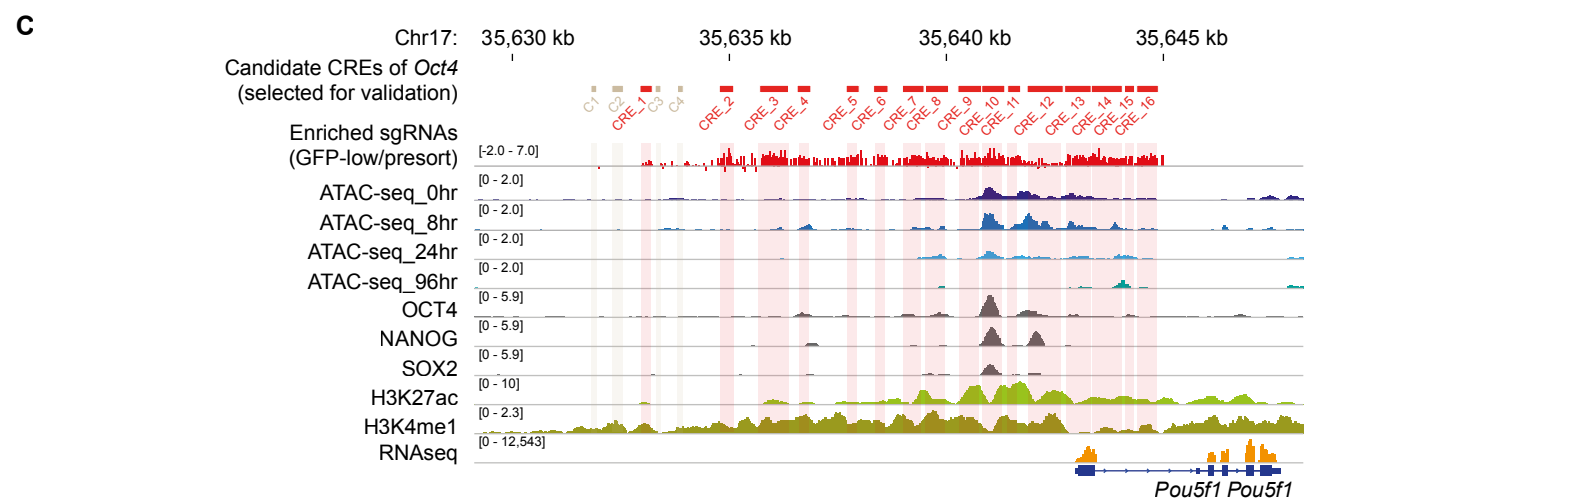 C
Chr17: 35,630 kb 35,635 kb 35,640 kb 35,645 kb
Candidate CREs of Oct4
(selected for validation)
C1 C2 CRE_1 C3 C4 CRE_2 CRE_3 CRE_4 CRE_5 CRE_6 CRE_7 CRE_8 CRE_9 CRE_10 CRE_11 CRE_12 CRE_13 CRE_14 CRE_15 CRE_16
Enriched sgRNAs
(GFP-low/presort) [-2.0 - 7.0]
ATAC-seq_0hr [0 - 2.0]
ATAC-seq_8hr [0 - 2.0]
ATAC-seq_24hr [0 - 2.0]
ATAC-seq_96hr [0 - 2.0]
OCT4 [0 - 5.9]
NANOG [0 - 5.9]
SOX2 [0 - 5.9]
H3K27ac [0 - 10]
H3K4me1 [0 - 2.3]
RNAseq [0 - 12,543]
Pou5f1 Pou5f1